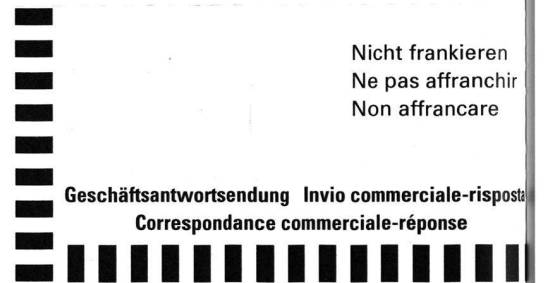 Nicht frankieren
Ne pas affranchir
Non affrancare
Geschäftsantwortsendung Invio commerciale-risposta
Correspondance commerciale-réponse